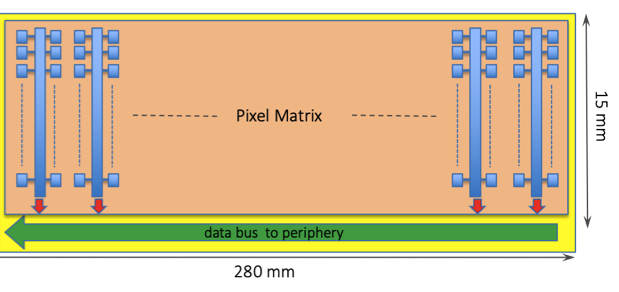 Pixel Matrix
15 mm
data bus to periphery
280 mm